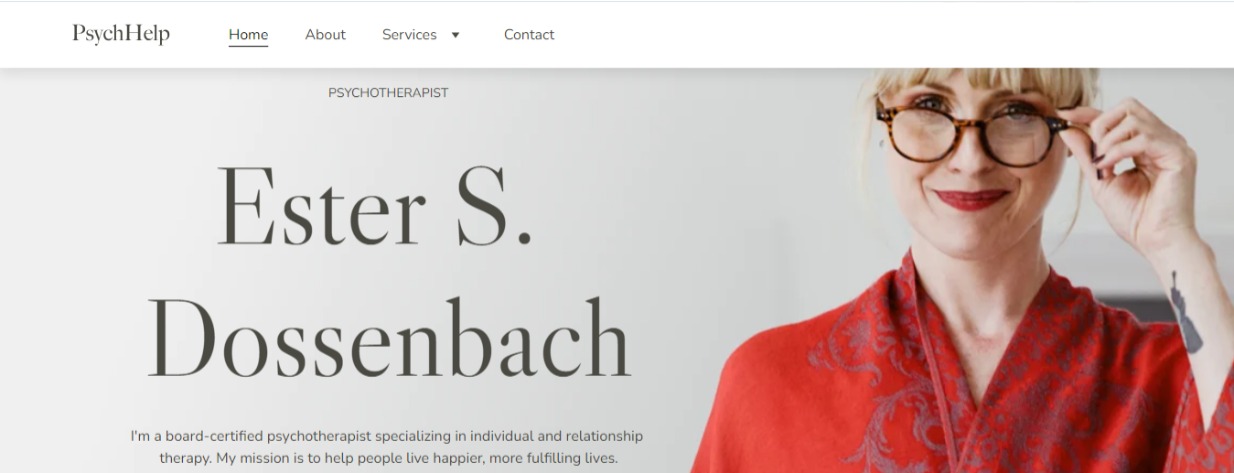 PsychHelp Home About Services Contact
PSYCHOTHERAPIST
Ester S.
Dossenbach
I'm a board-certified psychotherapist specializing in individual and relationship
therapy. My mission is to help people live happier, more fulfilling lives.